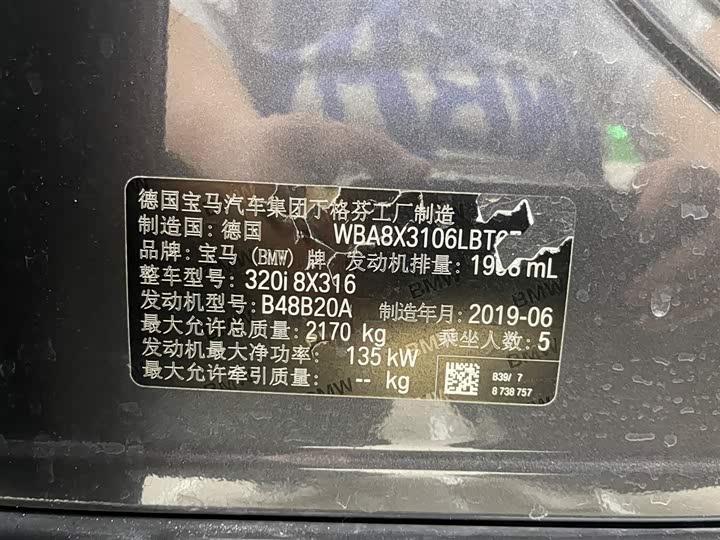 德国宝马汽车集团丁格芬工厂制造
制造国：德国 WBA8X3106LBT
品牌：宝马 (BMW) 牌 发动机排量：1998 mL
整车型号：320i 8X316
发动机型号：B48B20A 制造年月：2019-06
最大允许总质量：2170 kg 乘坐人数：5
发动机最大净功率：135 kW
最大允许牵引质量：-- kg
B39/ 7
8 738 757